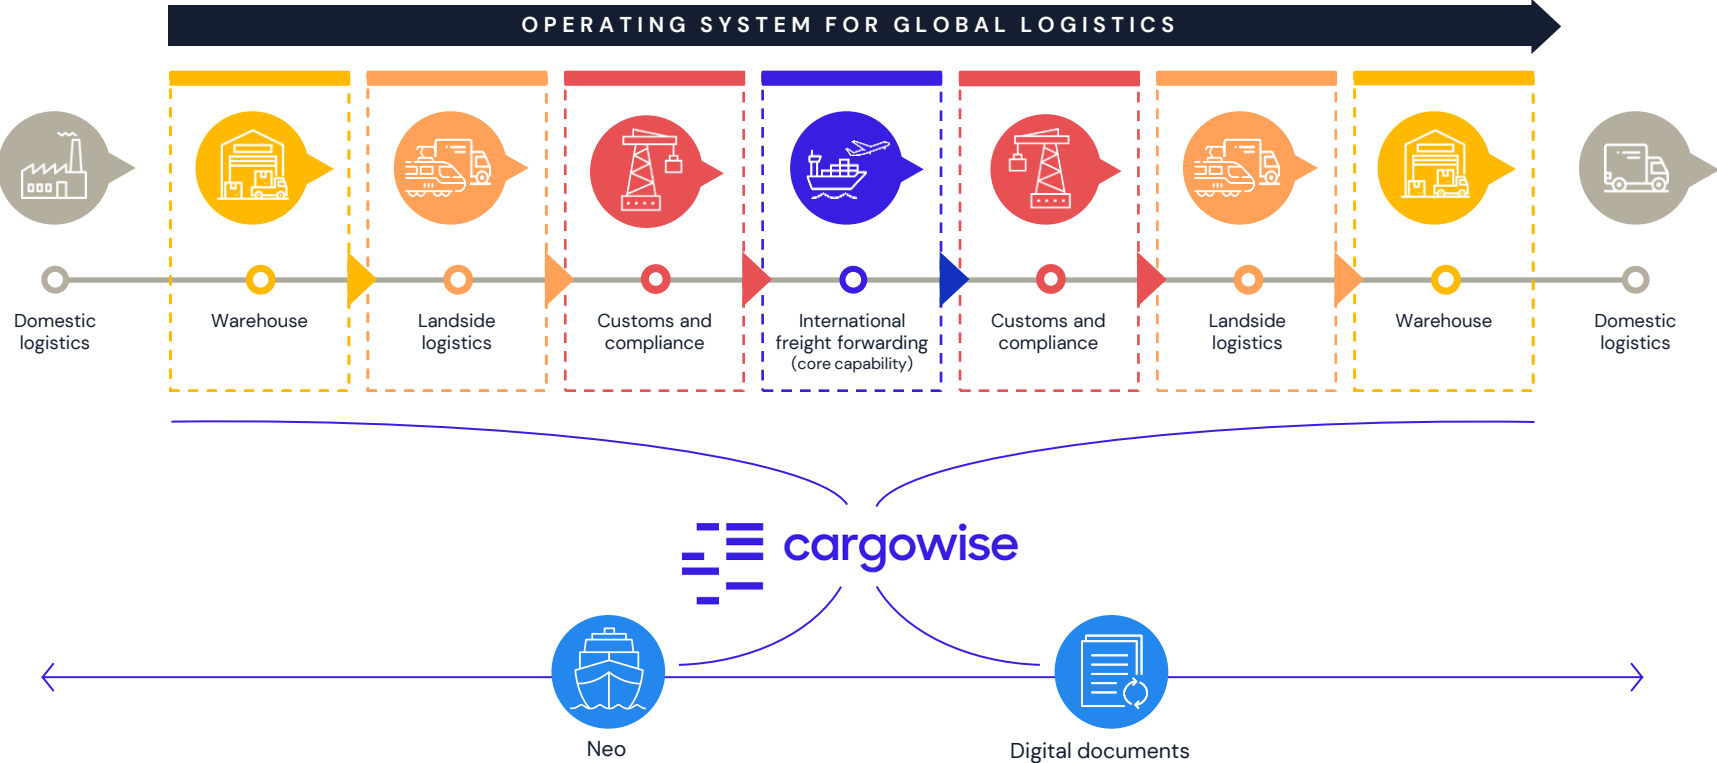 OPERATING SYSTEM FOR GLOBAL LOGISTICS
Domestic
logistics
Warehouse
Landside
logistics
Customs and
compliance
International
freight forwarding
(core capability)
Customs and
compliance
Landside
logistics
Warehouse
Domestic
logistics
cargowise
Neo
Digital documents